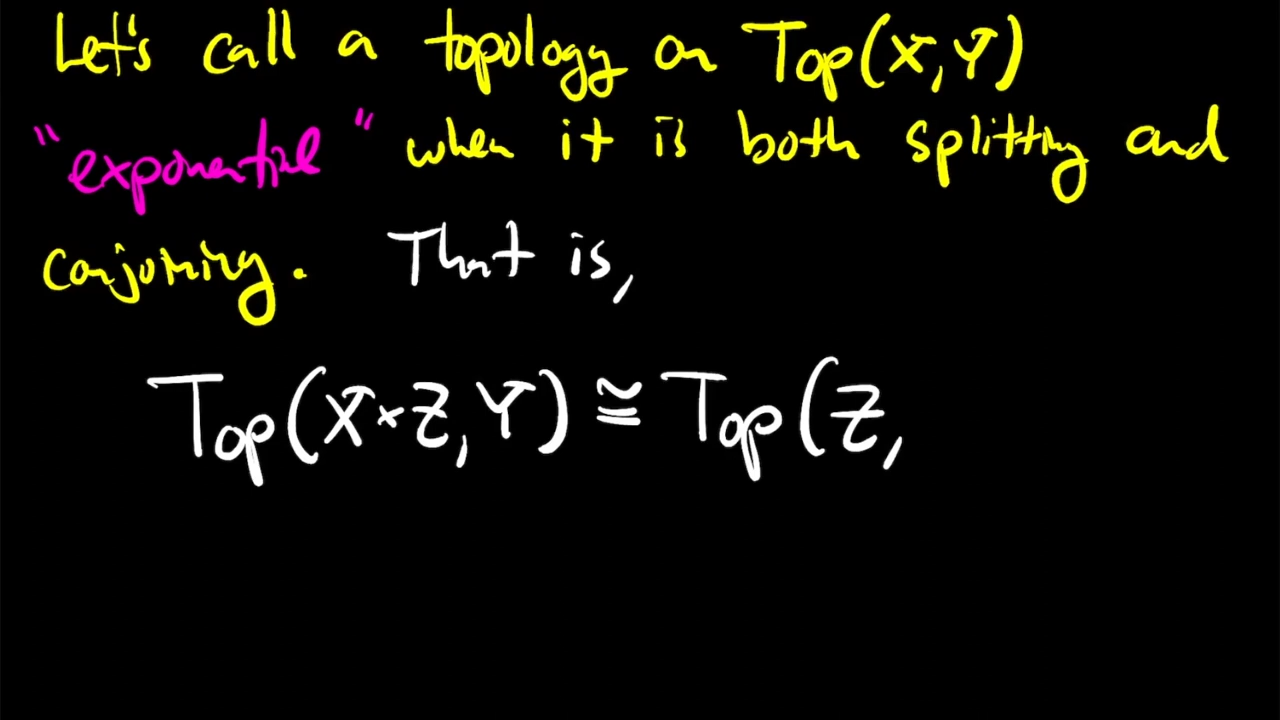 Let's call a topology on Top(X,Y)
"exponential" when it is both splitting and
conjoining. That is,
Top(X×Z,Y) ≅ Top(Z,